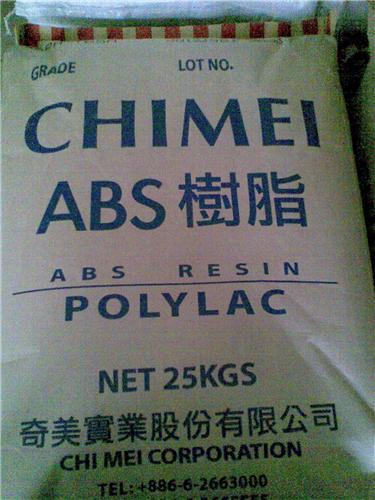 GRADE LOT NO.
CHIMEI
ABS 樹脂
ABS RESIN
POLYLAC
NET 25KGS
奇美實業股份有限公司
CHI MEI CORPORATION
TEL: +886-6-2663000